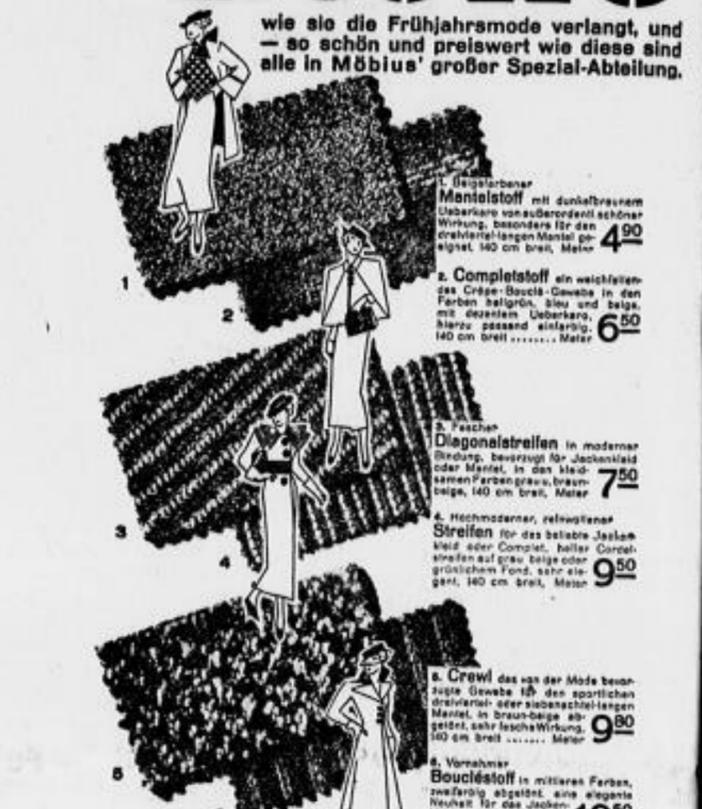 wie sie die Frühjahrsmode verlangt, und
— so schön und preiswert wie diese sind
alle in Möbius' großer Spezial-Abteilung.
1
2
1. Beigefarbener
Mantelstoff mit dunkelbraunem
Ueberkaro von außerordentl schöner
Wirkung, besonders für den
dreiviertel-langen Mantel ge-
eignet, 140 cm breit, Meter 4.90
2. Completstoff ein weichfallen-
des Crêpe-Bouclé-Gewebe in den
Farben hellgrün, bleu und beige,
mit dezentem Ueberkaro,
hierzu passend einfarbig,
140 cm breit ........ Meter 6.50
3
4
3. Fescher
Diagonalstreifen in moderner
Bindung, bevorzugt für Jackenkleid
oder Mantel, in den kleid-
samen Farben grau u. braun-
beige, 140 cm breit, Meter 7.50
4. Hochmoderner, reinwollener
Streifen für das beliebte Jacken-
kleid oder Complet, heller Cordel-
streifen auf grau beige oder
grünlichem Fond, sehr ele-
gant, 140 cm breit, Meter 9.50
5
5. Crewl das von der Mode bevor-
zugte Gewebe für den sportlichen
dreiviertel- oder siebenachtel-langen
Mantel, in braun-beige ab-
getönt, sehr fesche Wirkung,
140 cm breit ....... Meter 9.80
6. Vornehmer
Boucléstoff in mittleren Farben,
zweifarbig abgetönt, eine elegante
Neuheit für das Jacken-